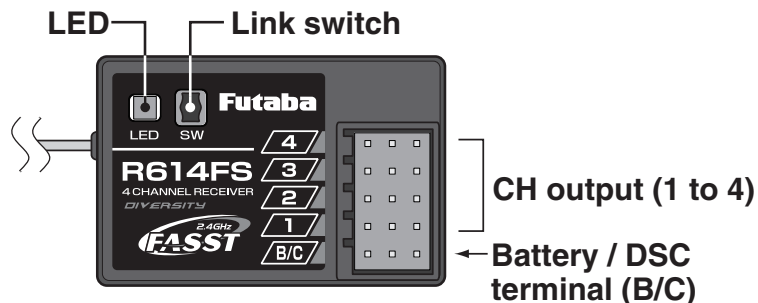 LED
Link switch
LED
SW
Futaba
4
R614FS
3
4 CHANNEL RECEIVER
2
DIVERSITY
1
2.4GHz
FASST
B/C
CH output (1 to 4)
Battery / DSC
terminal (B/C)